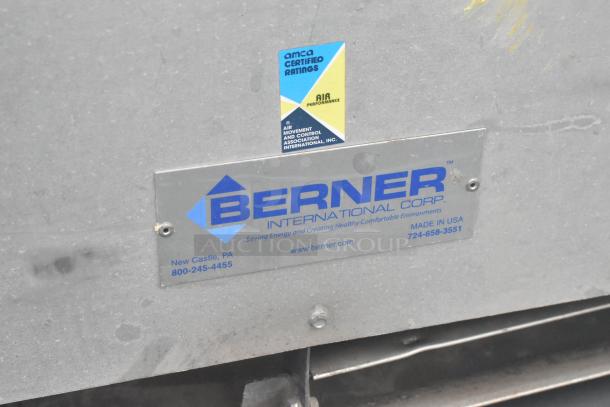 amca
CERTIFIED
RATINGS
AIR
PERFORMANCE
AIR
MOVEMENT
AND CONTROL
ASSOCIATION
INTERNATIONAL, INC.
BERNER™
INTERNATIONAL CORP.
Saving Energy and Creating Healthy Comfortable Environments
AUCTION GROUP
New Castle, PA
800-245-4455
www.berner.com
MADE IN USA
724-658-3551